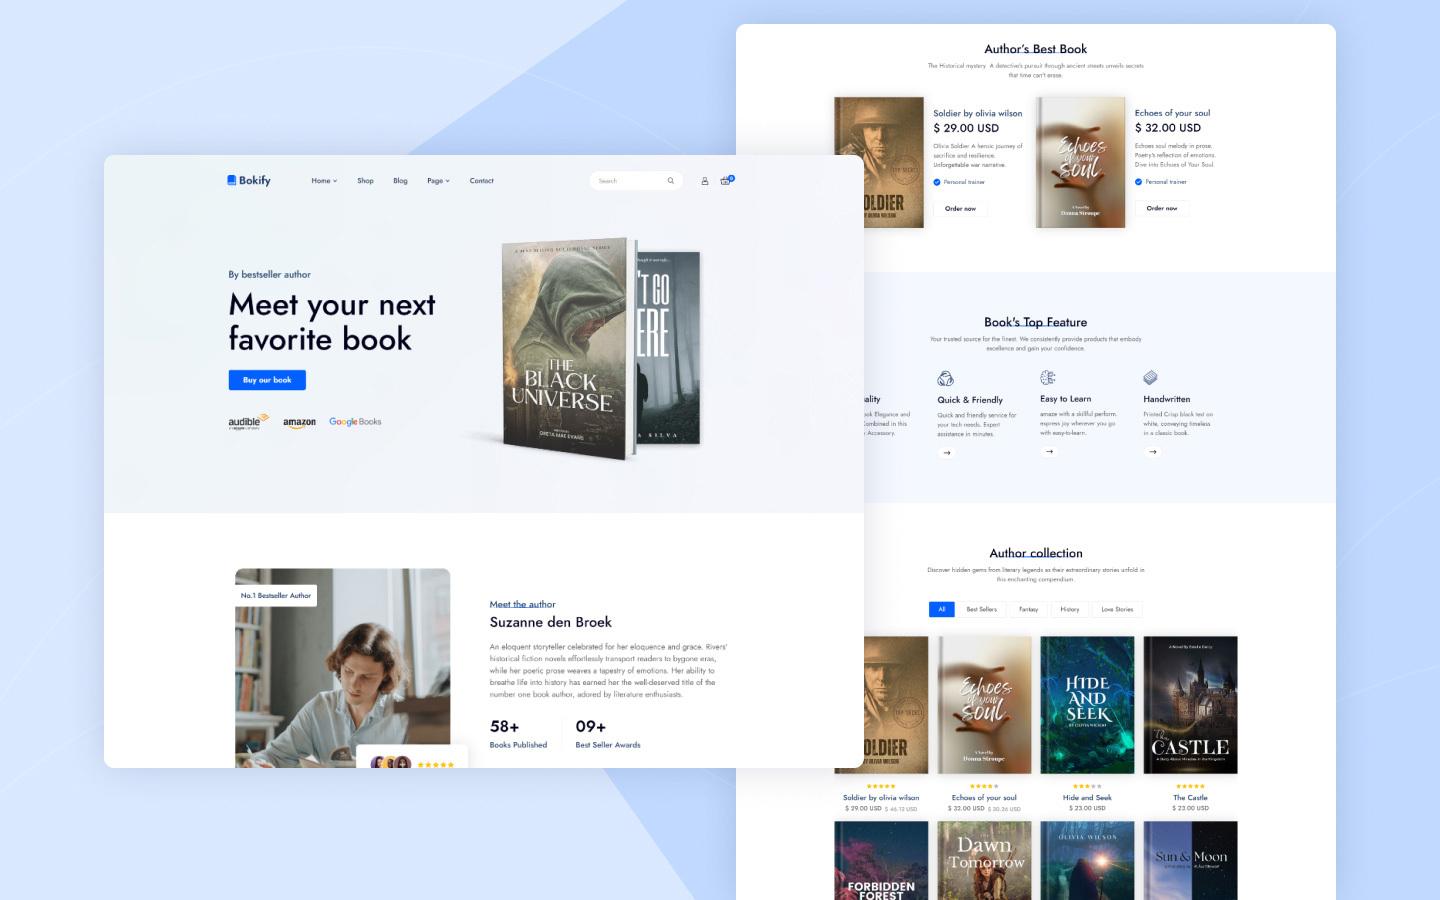 Bokify
Home
Shop
Blog
Page
Contact
Search
0
By bestseller author
Meet your next
favorite book
Buy our book
audible
amazon
Google Books
THE
BLACK
UNIVERSE
GRETA MAE EVANS
'T GO
ERE
A SILVA
No.1 Bestseller Author
Meet the author
Suzanne den Broek
An eloquent storyteller celebrated for her eloquence and grace. Rivers'
historical fiction novels effortlessly transport readers to bygone eras,
while her poetic prose weaves a tapestry of emotions. Her ability to
breathe life into history has earned her the well-deserved title of the
number one book author, adored by literature enthusiasts.
58+
Books Published
09+
Best Seller Awards
Author's Best Book
The Historical mystery A detective's pursuit through ancient streets unveils secrets
that time can't erase.
OLDIER
BY OLIVIA WILSON
Soldier by olivia wilson
$ 29.00 USD
Olivia Soldier A heroic journey of
sacrifice and resilience.
Unforgettable war narrative.
Personal trainer
Order now
Echoes
of your
soul
A Novel by
Donna Stroupe
Echoes of your soul
$ 32.00 USD
Echoes soul melody in prose.
Poetry's reflection of emotions.
Dive into Echoes of Your Soul.
Personal trainer
Order now
Book's Top Feature
Your trusted source for the finest. We consistently provide products that embody
excellence and gain your confidence.
uality
ook Elegance and
Combined in this
Accessory.
Quick & Friendly
Quick and friendly service for
your tech needs. Expert
assistance in minutes.
Easy to Learn
amaze with a skillful perform.
express joy wherever you go
with easy-to-learn.
Handwritten
Printed Crisp black text on
white, conveying timeless
in a classic book.
Author collection
Discover hidden gems from literary legends as their extraordinary stories unfold in
this enchanting compendium.
All
Best Sellers
Fantasy
History
Love Stories
TOP SECRET
OLDIER
BY OLIVIA WILSON
Echoes
of your
soul
A Novel by
Donna Stroupe
HIDE
AND
SEEK
BY OLIVIA WILSON
The
CASTLE
Soldier by olivia wilson
$ 29.00 USD $ 46.12 USD
Echoes of your soul
$ 32.00 USD $ 50.26 USD
Hide and Seek
$ 23.00 USD
The Castle
$ 23.00 USD
FORBIDDEN
FOREST
Dawn
Tomorrow
OLIVIA WILSON
Sun & Moon